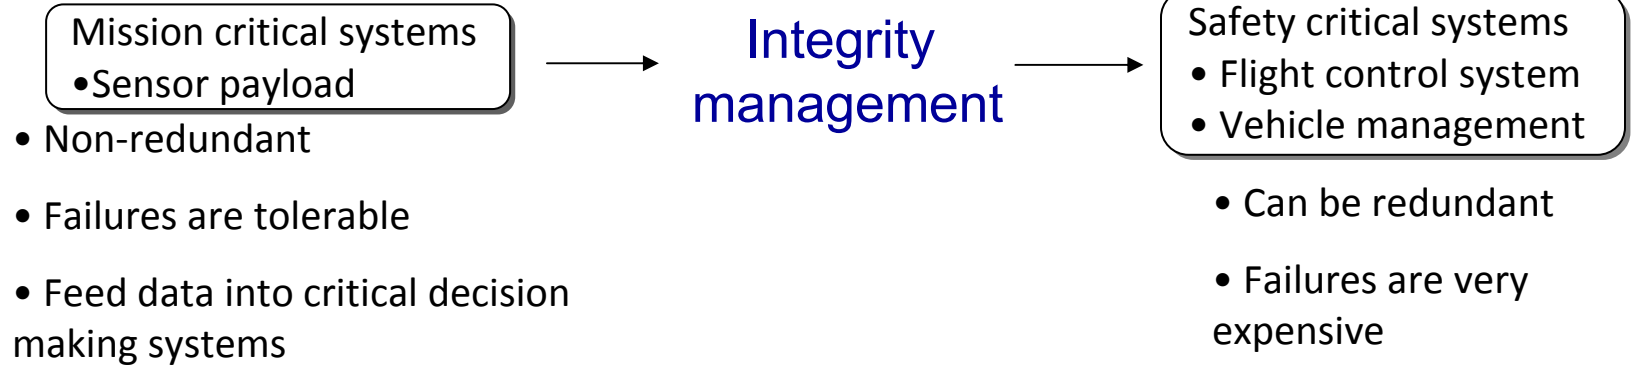 Mission critical systems
•Sensor payload
• Non-redundant
• Failures are tolerable
• Feed data into critical decision
making systems
Integrity
management
Safety critical systems
• Flight control system
• Vehicle management
• Can be redundant
• Failures are very
expensive